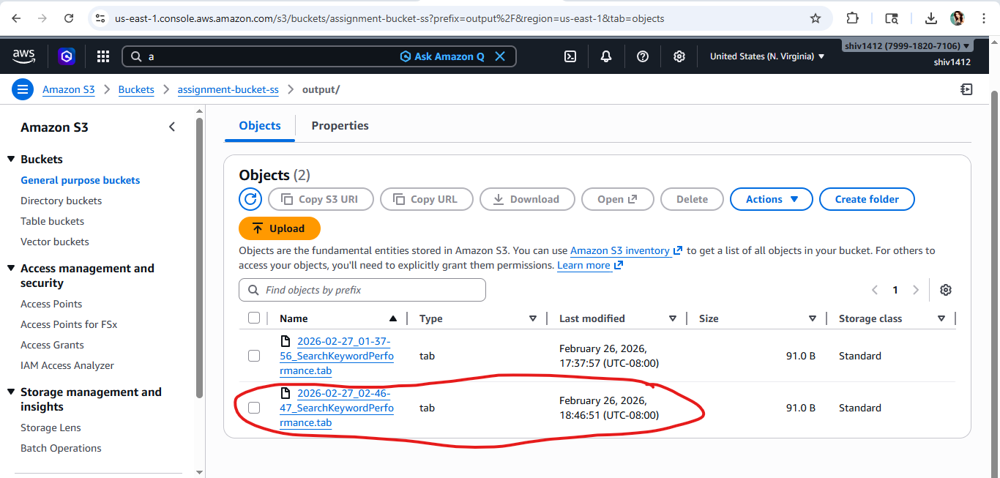 us-east-1.console.aws.amazon.com/s3/buckets/assignment-bucket-ss?prefix=output%2F&region=us-east-1&tab=objects
aws
a
Ask Amazon Q
United States (N. Virginia)
shiv1412 (7999-1820-7106)
shiv1412
Amazon S3
Buckets
assignment-bucket-ss
output/
Amazon S3
Buckets
General purpose buckets
Directory buckets
Table buckets
Vector buckets
Access management and
security
Access Points
Access Points for FSx
Access Grants
IAM Access Analyzer
Storage management and
insights
Storage Lens
Batch Operations
Objects
Properties
Objects (2)
Copy S3 URI
Copy URL
Download
Open
Delete
Actions
Create folder
Upload
Objects are the fundamental entities stored in Amazon S3. You can use Amazon S3 inventory to get a list of all objects in your bucket. For others to
access your objects, you'll need to explicitly grant them permissions. Learn more
Find objects by prefix
1
Name Type Last modified Size Storage class
2026-02-27_01-37-
56_SearchKeywordPerfo
rmance.tab
tab
February 26, 2026,
17:37:57 (UTC-08:00)
91.0 B
Standard
2026-02-27_02-46-
47_SearchKeywordPerfo
rmance.tab
tab
February 26, 2026,
18:46:51 (UTC-08:00)
91.0 B
Standard